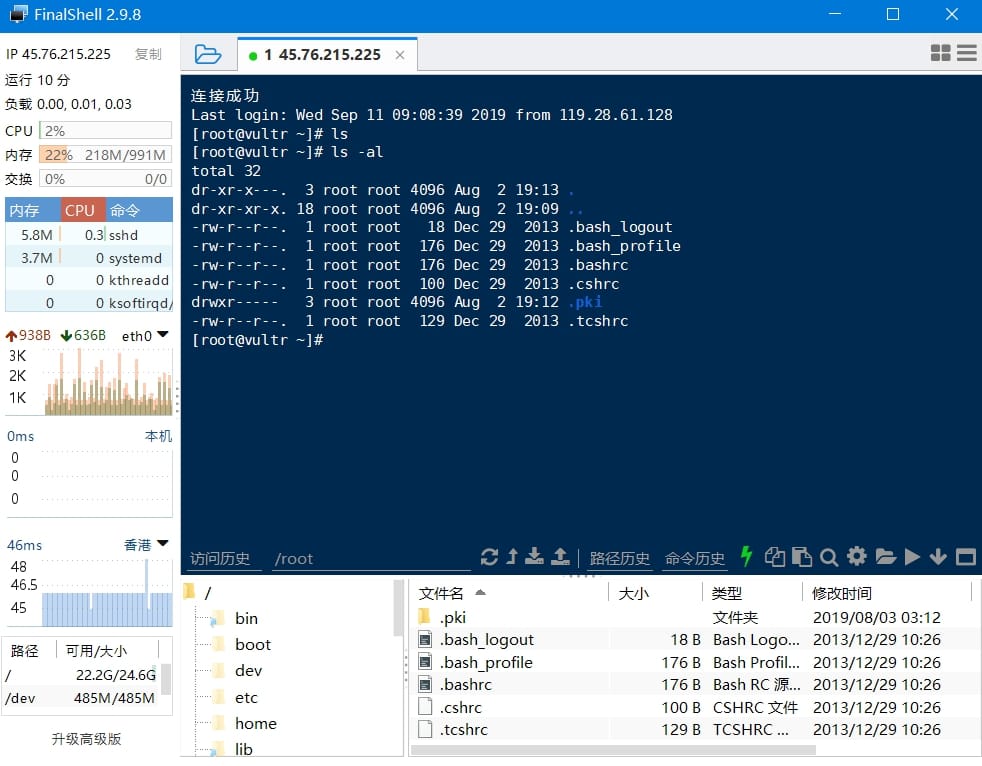 FinalShell 2.9.8
IP 45.76.215.225 复制
运行 10 分
负载 0.00, 0.01, 0.03
CPU 2%
内存 22% 218M/991M
交换 0% 0/0
内存 CPU 命令
5.8M 0.3 sshd
3.7M 0 systemd
0 0 kthreadd
0 0 ksoftirqd/
938B 636B eth0
3K
2K
1K
0ms 本机
0
0
0
46ms 香港
48
46.5
45
路径 可用/大小
/ 22.2G/24.6G
/dev 485M/485M
升级高级版
1 45.76.215.225
连接成功
Last login: Wed Sep 11 09:08:39 2019 from 119.28.61.128
[root@vultr ~]# ls
[root@vultr ~]# ls -al
total 32
dr-xr-x---. 3 root root 4096 Aug 2 19:13 .
dr-xr-xr-x. 18 root root 4096 Aug 2 19:09 ..
-rw-r--r--. 1 root root 18 Dec 29 2013 .bash_logout
-rw-r--r--. 1 root root 176 Dec 29 2013 .bash_profile
-rw-r--r--. 1 root root 176 Dec 29 2013 .bashrc
-rw-r--r--. 1 root root 100 Dec 29 2013 .cshrc
drwxr----- 3 root root 4096 Aug 2 19:12 .pki
-rw-r--r--. 1 root root 129 Dec 29 2013 .tcshrc
[root@vultr ~]#
访问历史 /root 路径历史 命令历史
/
bin
boot
dev
etc
home
lib
文件名 大小 类型 修改时间
.pki 文件夹 2019/08/03 03:12
.bash_logout 18 B Bash Logo... 2013/12/29 10:26
.bash_profile 176 B Bash Profil... 2013/12/29 10:26
.bashrc 176 B Bash RC 源... 2013/12/29 10:26
.cshrc 100 B CSHRC 文件 2013/12/29 10:26
.tcshrc 129 B TCSHRC ... 2013/12/29 10:26